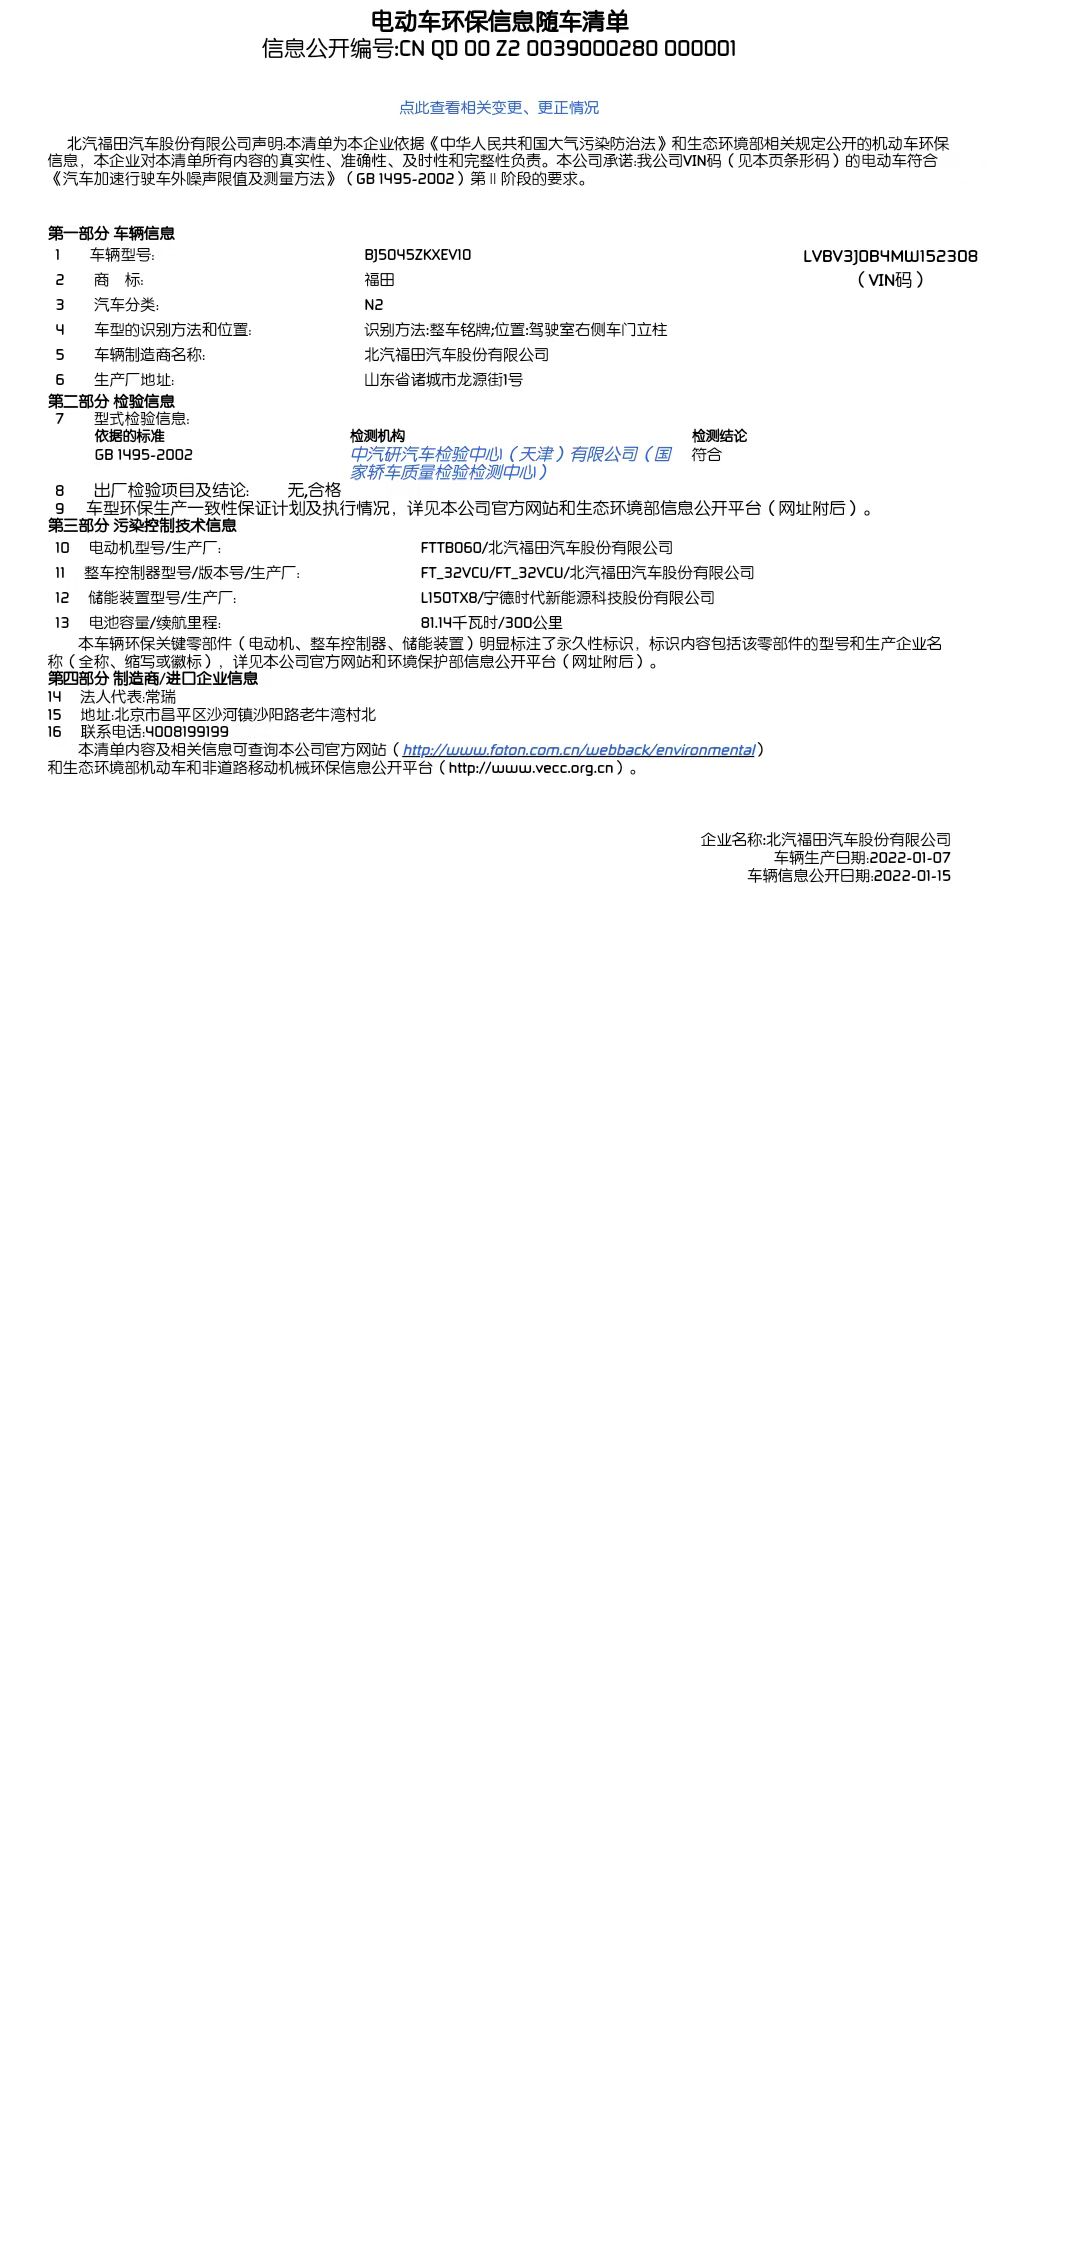 电动车环保信息随车清单
信息公开编号:CN QD 00 Z2 0039000280 000001
点此查看相关变更、更正情况
北汽福田汽车股份有限公司声明:本清单为本企业依据《中华人民共和国大气污染防治法》和生态环境部相关规定公开的机动车环保
信息，本企业对本清单所有内容的真实性、准确性、及时性和完整性负责。本公司承诺:我公司VIN码（见本页条形码）的电动车符合
《汽车加速行驶车外噪声限值及测量方法》（GB 1495-2002）第Ⅱ阶段的要求。
第一部分 车辆信息
1 车辆型号: BJ5045ZKXEV10 LVBV3J0B4MW152308
2 商 标: 福田 （VIN码）
3 汽车分类: N2
4 车型的识别方法和位置: 识别方法:整车铭牌;位置:驾驶室右侧车门立柱
5 车辆制造商名称: 北汽福田汽车股份有限公司
6 生产厂地址: 山东省诸城市龙源街1号
第二部分 检验信息
7 型式检验信息:
依据的标准 检测机构 检测结论
GB 1495-2002 中汽研汽车检验中心（天津）有限公司（国 符合
家轿车质量检验检测中心）
8 出厂检验项目及结论: 无,合格
9 车型环保生产一致性保证计划及执行情况，详见本公司官方网站和生态环境部信息公开平台（网址附后）。
第三部分 污染控制技术信息
10 电动机型号/生产厂: FTTB060/北汽福田汽车股份有限公司
11 整车控制器型号/版本号/生产厂: FT_32VCU/FT_32VCU/北汽福田汽车股份有限公司
12 储能装置型号/生产厂: L150TX8/宁德时代新能源科技股份有限公司
13 电池容量/续航里程: 81.14千瓦时/300公里
本车辆环保关键零部件（电动机、整车控制器、储能装置）明显标注了永久性标识，标识内容包括该零部件的型号和生产企业名
称（全称、缩写或徽标），详见本公司官方网站和环境保护部信息公开平台（网址附后）。
第四部分 制造商/进口企业信息
14 法人代表:常瑞
15 地址:北京市昌平区沙河镇沙阳路老牛湾村北
16 联系电话:4008199199
本清单内容及相关信息可查询本公司官方网站（http://www.foton.com.cn/webback/environmental）
和生态环境部机动车和非道路移动机械环保信息公开平台（http://www.vecc.org.cn）。
企业名称:北汽福田汽车股份有限公司
车辆生产日期:2022-01-07
车辆信息公开日期:2022-01-15